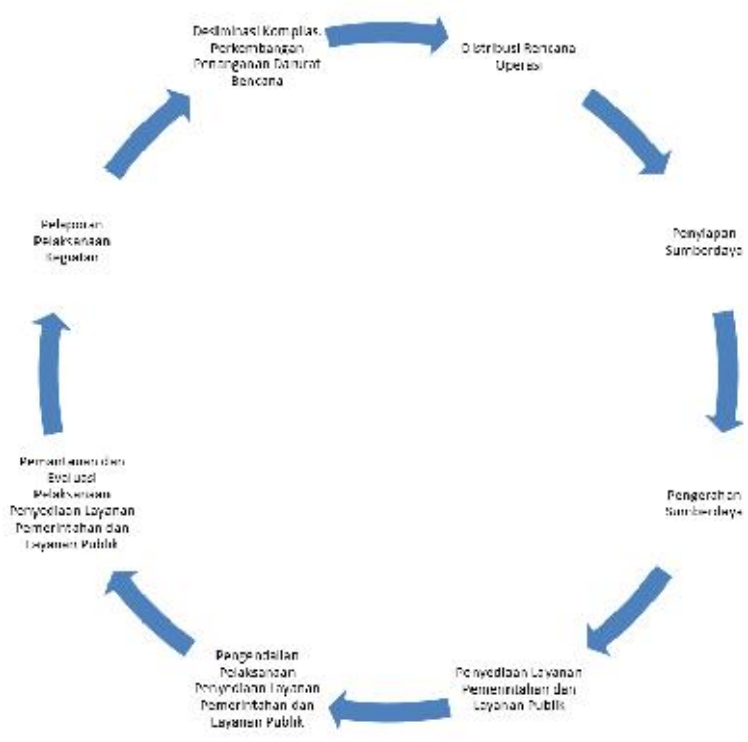 Desiminasi Kompilasi
Perkembangan
Penanganan Darurat
Bencana
Distribusi Rencana
Operasi
Penyiapan
Sumberdaya
Pengerahan
Sumberdaya
Penyediaan Layanan
Pemerintahan dan
Layanan Publik
Pengendalian
Pelaksanaan
Penyediaan Layanan
Pemerintahan dan
Layanan Publik
Pemantauan dan
Evaluasi
Pelaksanaan
Penyediaan Layanan
Pemerintahan dan
Layanan Publik
Pelaporan
Pelaksanaan
Kegiatan